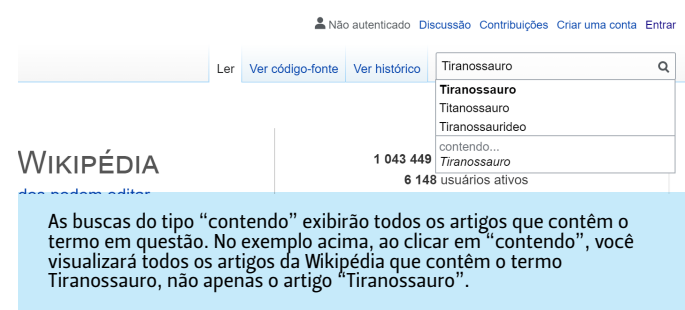 Não autenticado Discussão Contribuições Criar uma conta Entrar
Ler Ver código-fonte Ver histórico Tiranossauro
Tiranossauro
Titanossauro
Tiranossaurídeo
contendo...
Tiranossauro
WIKIPÉDIA
1 043 449
6 148 usuários ativos
dos podem editar
As buscas do tipo “contendo” exibirão todos os artigos que contêm o
termo em questão. No exemplo acima, ao clicar em “contendo”, você
visualizará todos os artigos da Wikipédia que contêm o termo
Tiranossauro, não apenas o artigo “Tiranossauro”.